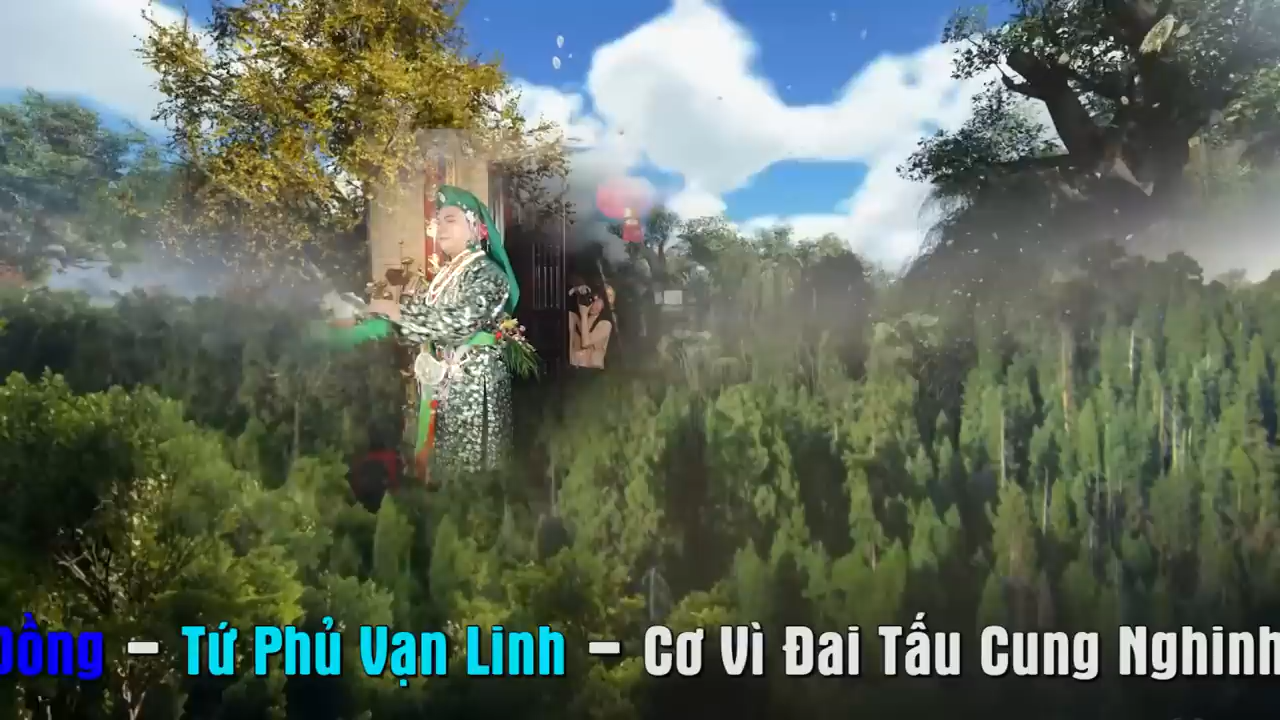 Đồng – Tứ Phủ Vạn Linh – Cơ Vì Đai Tấu Cung Nghinh